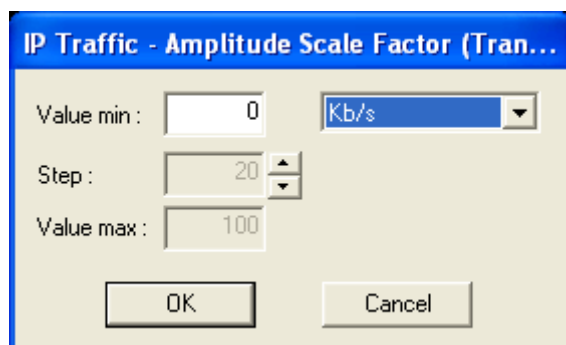 IP Traffic - Amplitude Scale Factor (Tran...
Value min : 0 Kb/s
Step : 20
Value max : 100
OK Cancel